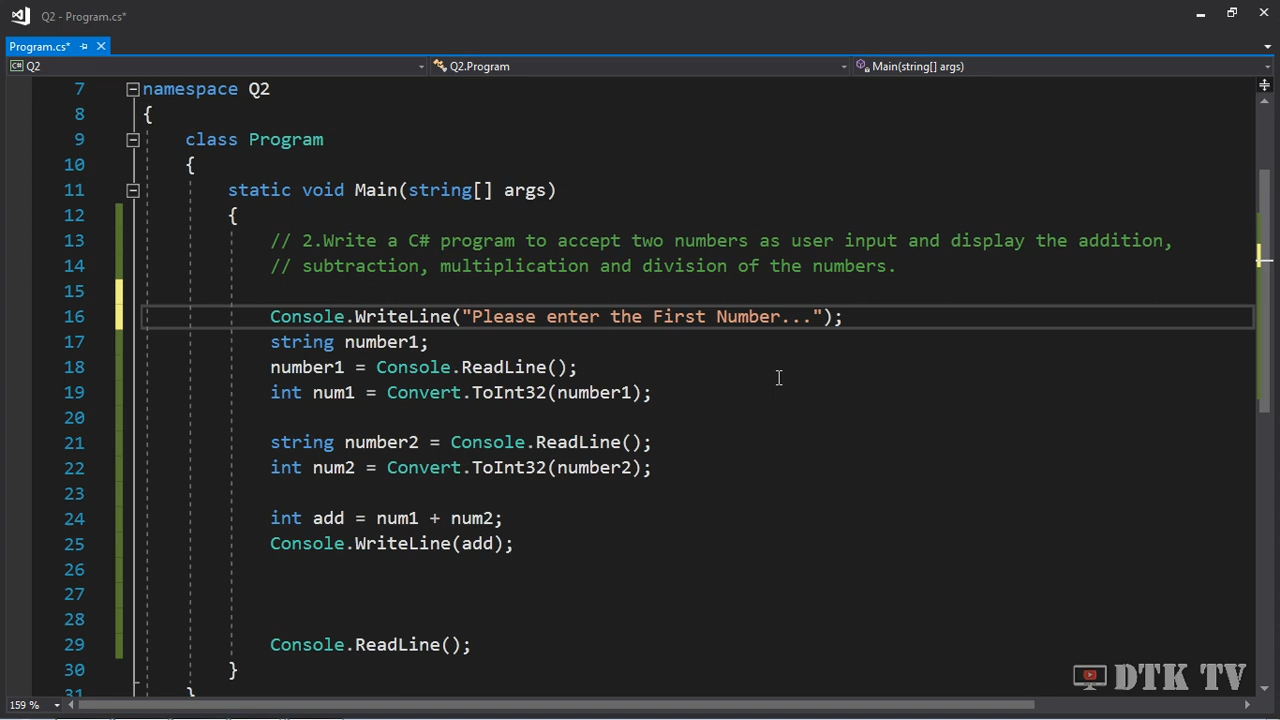 Q2 - Program.cs*
Program.cs*
C# Q2 Q2.Program Main(string[] args)
7 namespace Q2
8 {
9 class Program
10 {
11 static void Main(string[] args)
12 {
13 // 2.Write a C# program to accept two numbers as user input and display the addition,
14 // subtraction, multiplication and division of the numbers.
15
16 Console.WriteLine("Please enter the First Number...");
17 string number1;
18 number1 = Console.ReadLine();
19 int num1 = Convert.ToInt32(number1);
20
21 string number2 = Console.ReadLine();
22 int num2 = Convert.ToInt32(number2);
23
24 int add = num1 + num2;
25 Console.WriteLine(add);
26
27
28
29 Console.ReadLine();
30 }
31 }
159 %
DTK TV